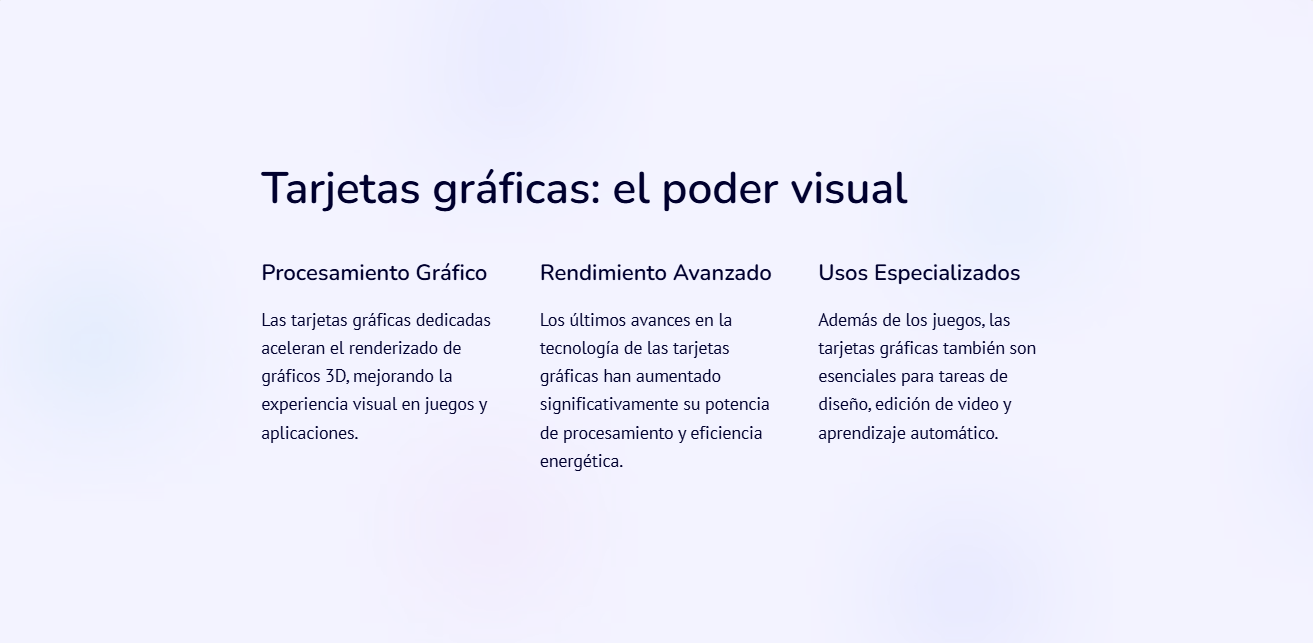 Tarjetas gráficas: el poder visual
Procesamiento Gráfico
Las tarjetas gráficas dedicadas
aceleran el renderizado de
gráficos 3D, mejorando la
experiencia visual en juegos y
aplicaciones.
Rendimiento Avanzado
Los últimos avances en la
tecnología de las tarjetas
gráficas han aumentado
significativamente su potencia
de procesamiento y eficiencia
energética.
Usos Especializados
Además de los juegos, las
tarjetas gráficas también son
esenciales para tareas de
diseño, edición de video y
aprendizaje automático.